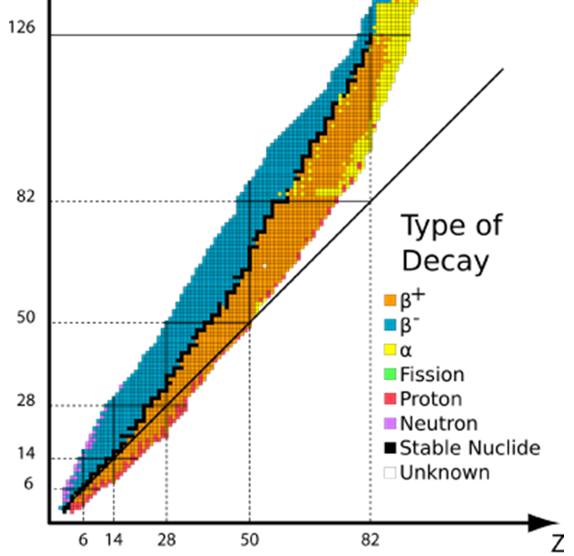 126
82
50
28
14
6
Type of
Decay
β+
β-
α
Fission
Proton
Neutron
Stable Nuclide
Unknown
6 14 28 50 82
Z